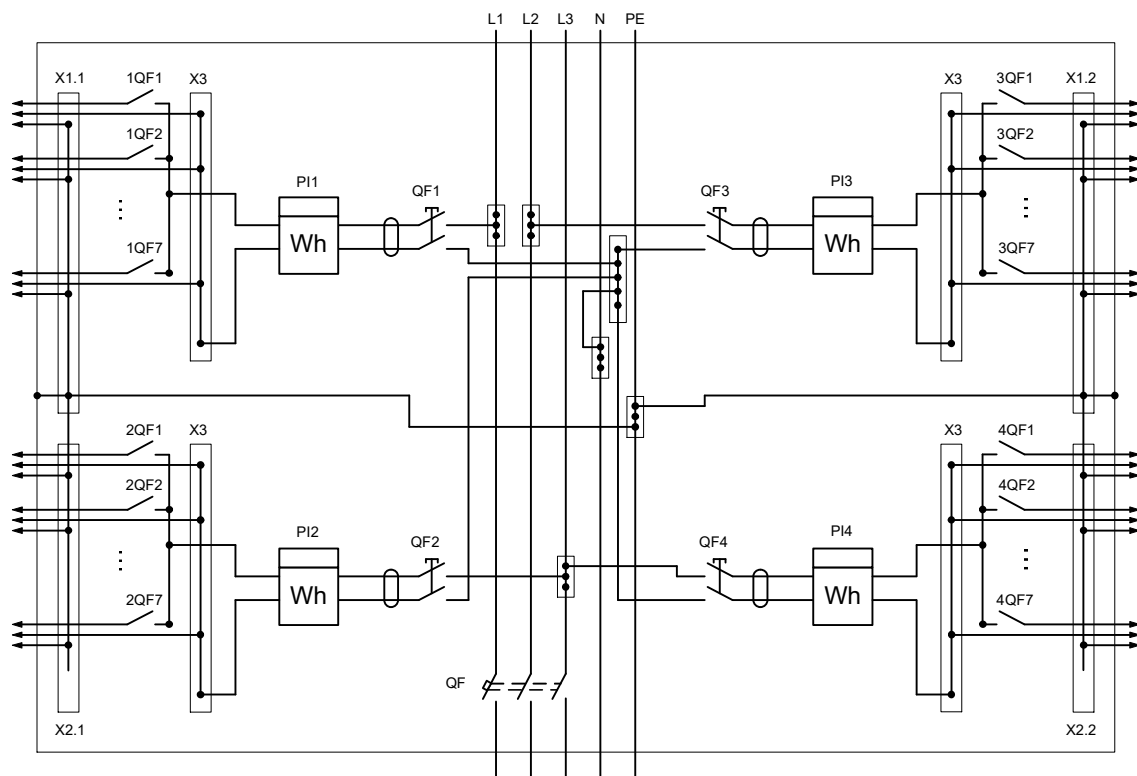 L1 L2 L3 N PE
X1.1 1QF1 X3 X3 3QF1 X1.2
1QF2 3QF2
PI1 QF1 QF3 PI3
...
...
Wh Wh
1QF7 3QF7
2QF1 X3 X3 4QF1
2QF2 4QF2
PI2 QF2 QF4 PI4
...
...
Wh Wh
2QF7 4QF7
QF
X2.1 X2.2